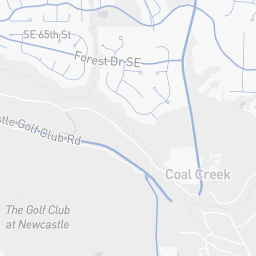 SE 65th St
Forest Dr SE
stle Golf Club Rd
Coal Creek
The Golf Club
at Newcastle